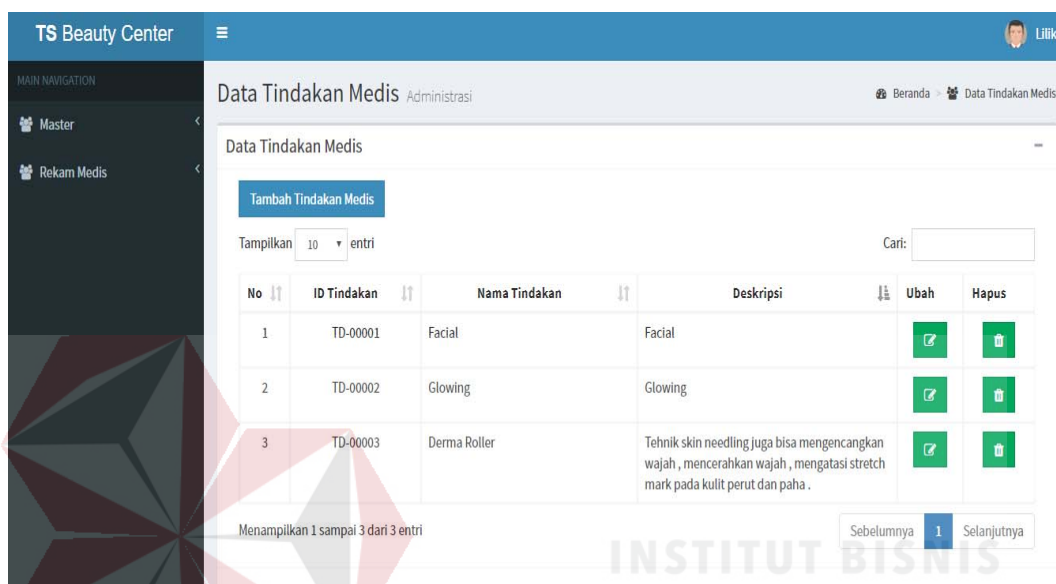 TS Beauty Center
Lilik
MAIN NAVIGATION
Master
Rekam Medis
Data Tindakan Medis Administrasi
Beranda > Data Tindakan Medis
Data Tindakan Medis
Tambah Tindakan Medis
Tampilkan 10 entri
Cari:
No ID Tindakan Nama Tindakan Deskripsi Ubah Hapus
1 TD-00001 Facial Facial
2 TD-00002 Glowing Glowing
3 TD-00003 Derma Roller Tehnik skin needling juga bisa mengencangkan
wajah , mencerahkan wajah , mengatasi stretch
mark pada kulit perut dan paha .
Menampilkan 1 sampai 3 dari 3 entri
Sebelumnya 1 Selanjutnya
INSTITUT BISNIS